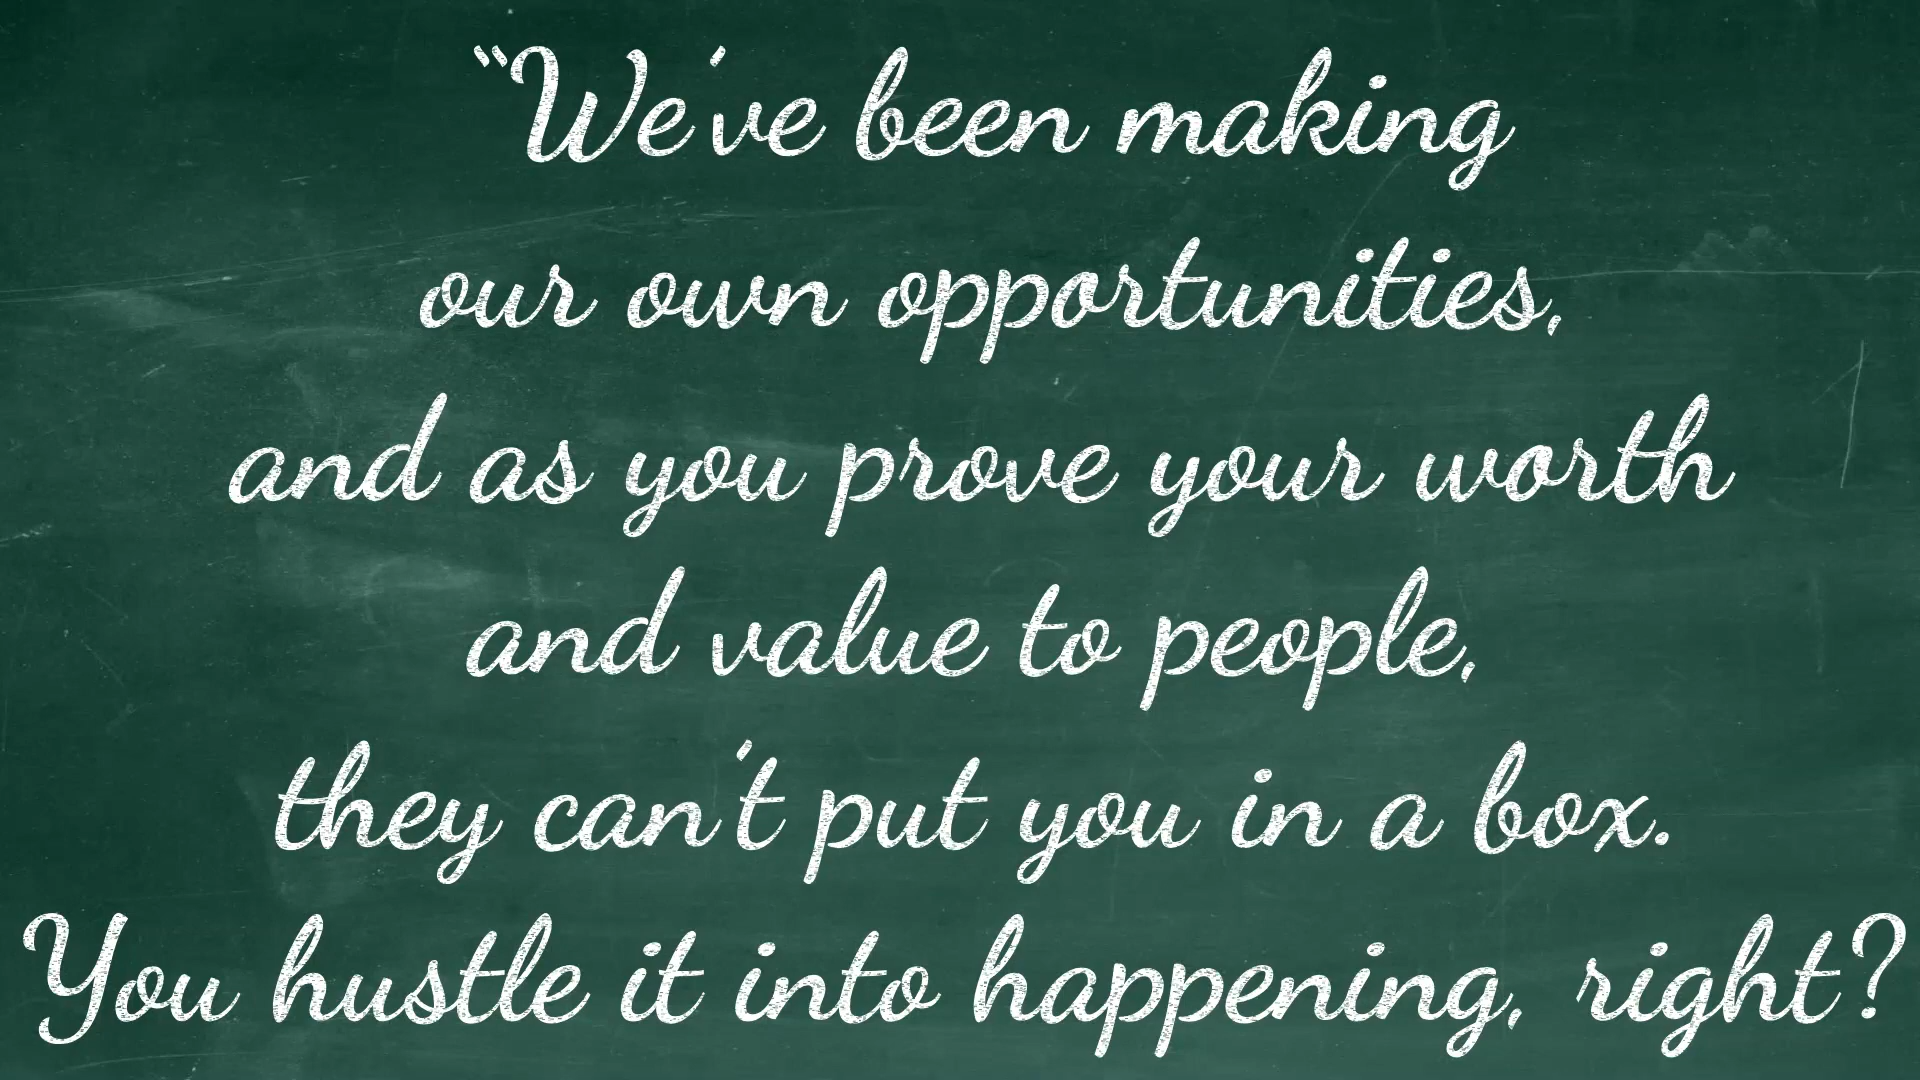 “We’ve been making
our own opportunities,
and as you prove your worth
and value to people,
they can’t put you in a box.
You hustle it into happening, right?